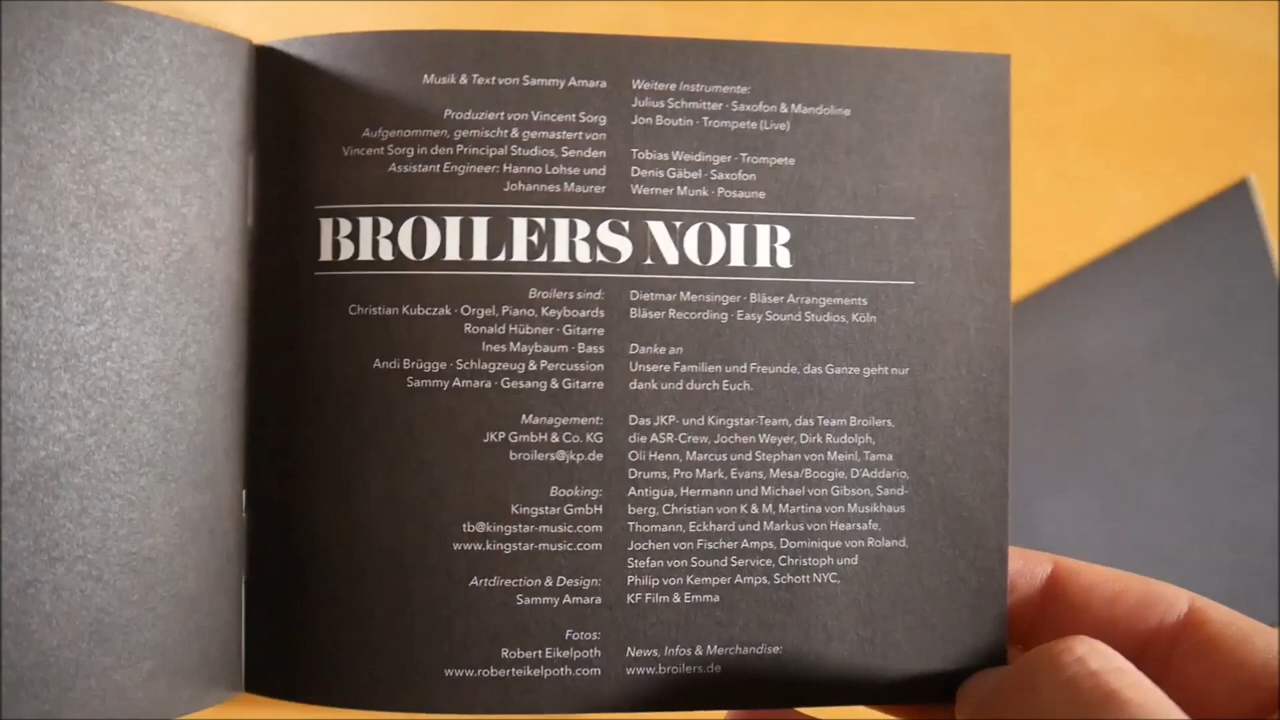 Musik & Text von Sammy Amara
Produziert von Vincent Sorg
Aufgenommen, gemischt & gemastert von
Vincent Sorg in den Principal Studios, Senden
Assistant Engineer: Hanno Lohse und
Johannes Maurer
Weitere Instrumente:
Julius Schmitter · Saxofon & Mandoline
Jon Boutin · Trompete (Live)
Tobias Weidinger · Trompete
Denis Gäbel · Saxofon
Werner Munk · Posaune
BROILERS NOIR
Broilers sind:
Christian Kubczak · Orgel, Piano, Keyboards
Ronald Hübner · Gitarre
Ines Maybaum · Bass
Andi Brügge · Schlagzeug & Percussion
Sammy Amara · Gesang & Gitarre
Management:
JKP GmbH & Co. KG
broilers@jkp.de
Booking:
Kingstar GmbH
tb@kingstar-music.com
www.kingstar-music.com
Artdirection & Design:
Sammy Amara
Fotos:
Robert Eikelpoth
www.roberteikelpoth.com
Dietmar Mensinger · Bläser Arrangements
Bläser Recording · Easy Sound Studios, Köln
Danke an
Unsere Familien und Freunde, das Ganze geht nur
dank und durch Euch.
Das JKP- und Kingstar-Team, das Team Broilers,
die ASR-Crew, Jochen Weyer, Dirk Rudolph,
Oli Henn, Marcus und Stephan von Meinl, Tama
Drums, Pro Mark, Evans, Mesa/Boogie, D'Addario,
Antigua, Hermann und Michael von Gibson, Sand-
berg, Christian von K & M, Martina von Musikhaus
Thomann, Eckhard und Markus von Hearsafe,
Jochen von Fischer Amps, Dominique von Roland,
Stefan von Sound Service, Christoph und
Philip von Kemper Amps, Schott NYC,
KF Film & Emma
News, Infos & Merchandise:
www.broilers.de